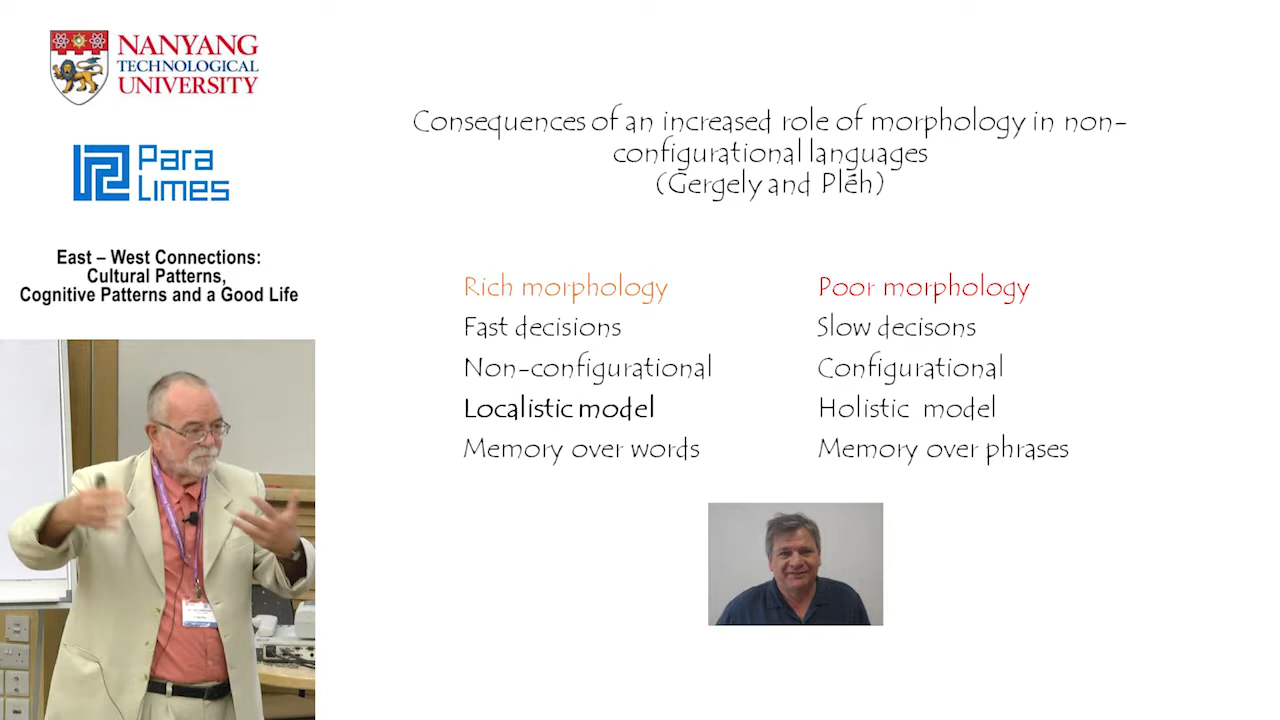 NANYANG
TECHNOLOGICAL
UNIVERSITY
Para
Limes
East – West Connections:
Cultural Patterns,
Cognitive Patterns and a Good Life
Consequences of an increased role of morphology in non-
configurational languages
(Gergely and Pléh)
Rich morphology
Fast decisions
Non-configurational
Localistic model
Memory over words
Poor morphology
Slow decisons
Configurational
Holistic model
Memory over phrases